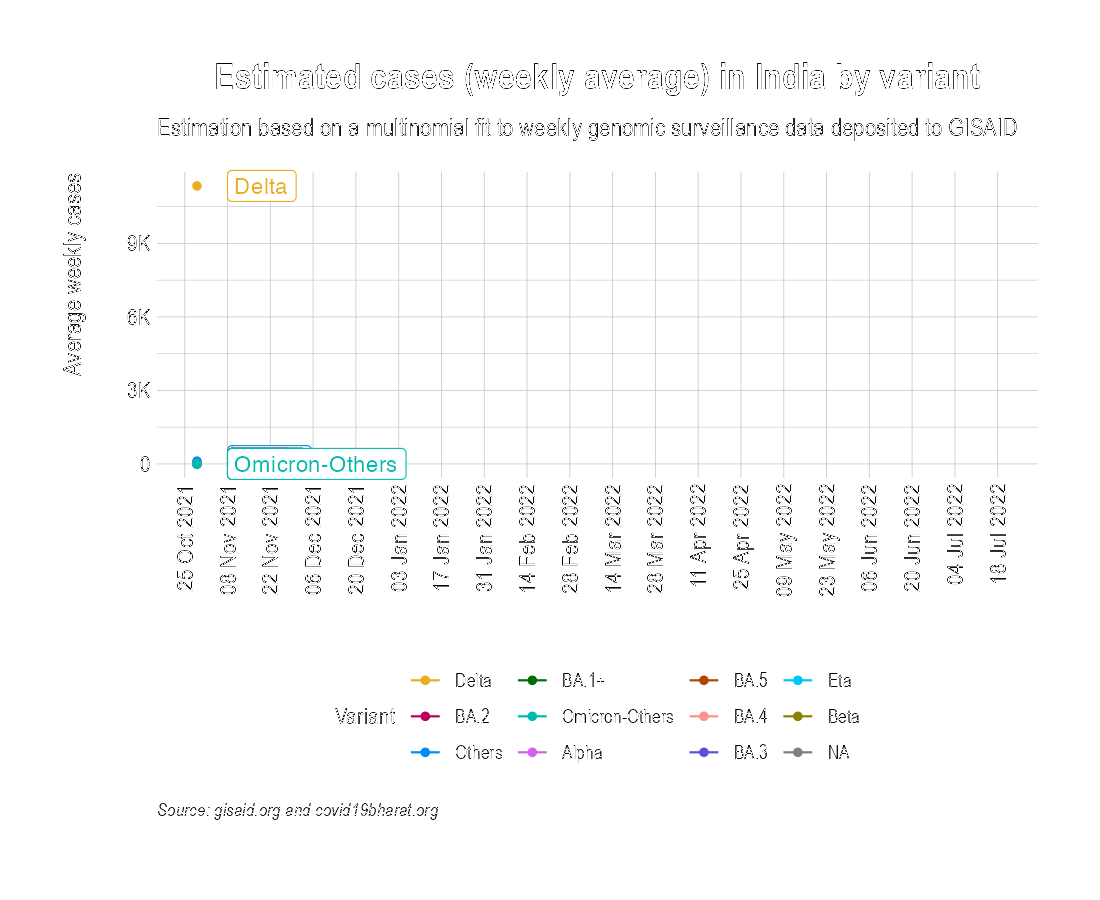 Estimated cases (weekly average) in India by variant
Estimation based on a multinomial fit to weekly genomic surveillance data deposited to GISAID
Average weekly cases
Delta
9K
6K
3K
0
Omicron-Others
25 Oct 2021
08 Nov 2021
22 Nov 2021
06 Dec 2021
20 Dec 2021
03 Jan 2022
17 Jan 2022
31 Jan 2022
14 Feb 2022
28 Feb 2022
14 Mar 2022
28 Mar 2022
11 Apr 2022
25 Apr 2022
09 May 2022
23 May 2022
06 Jun 2022
20 Jun 2022
04 Jul 2022
18 Jul 2022
Variant
Delta
BA.2
Others
BA.1+
Omicron-Others
Alpha
BA.5
BA.4
BA.3
Eta
Beta
NA
Source: gisaid.org and covid19bharat.org